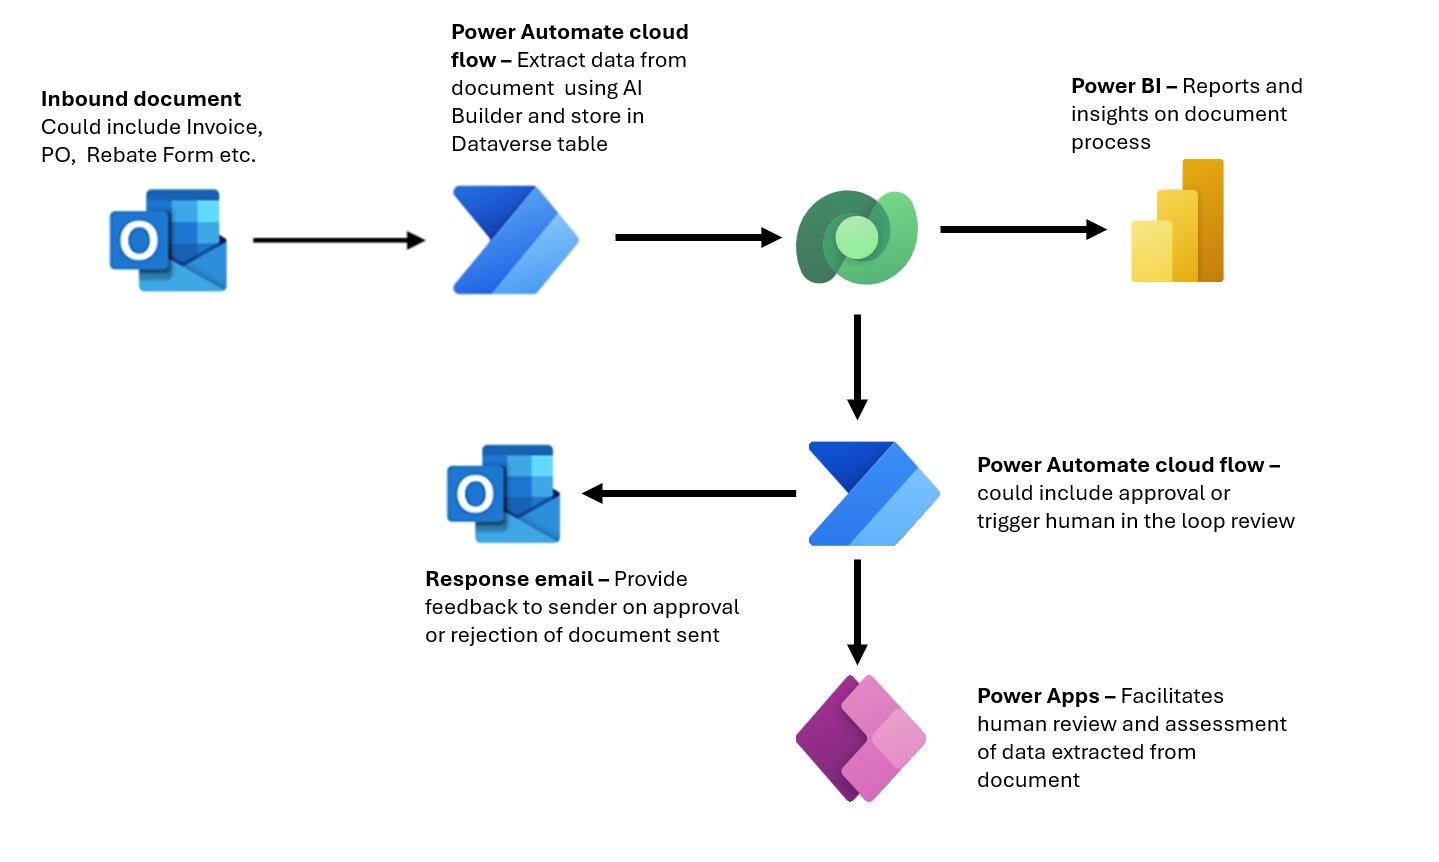 Power Automate cloud
flow – Extract data from
document  using AI
Builder and store in
Dataverse table
Inbound document
Could include Invoice,
PO,  Rebate Form etc.
Power BI – Reports and
insights on document
process
O
O
Power Automate cloud flow –
could include approval or
trigger human in the loop review
Response email – Provide
feedback to sender on approval
or rejection of document sent
Power Apps – Facilitates
human review and assessment
of data extracted from
document